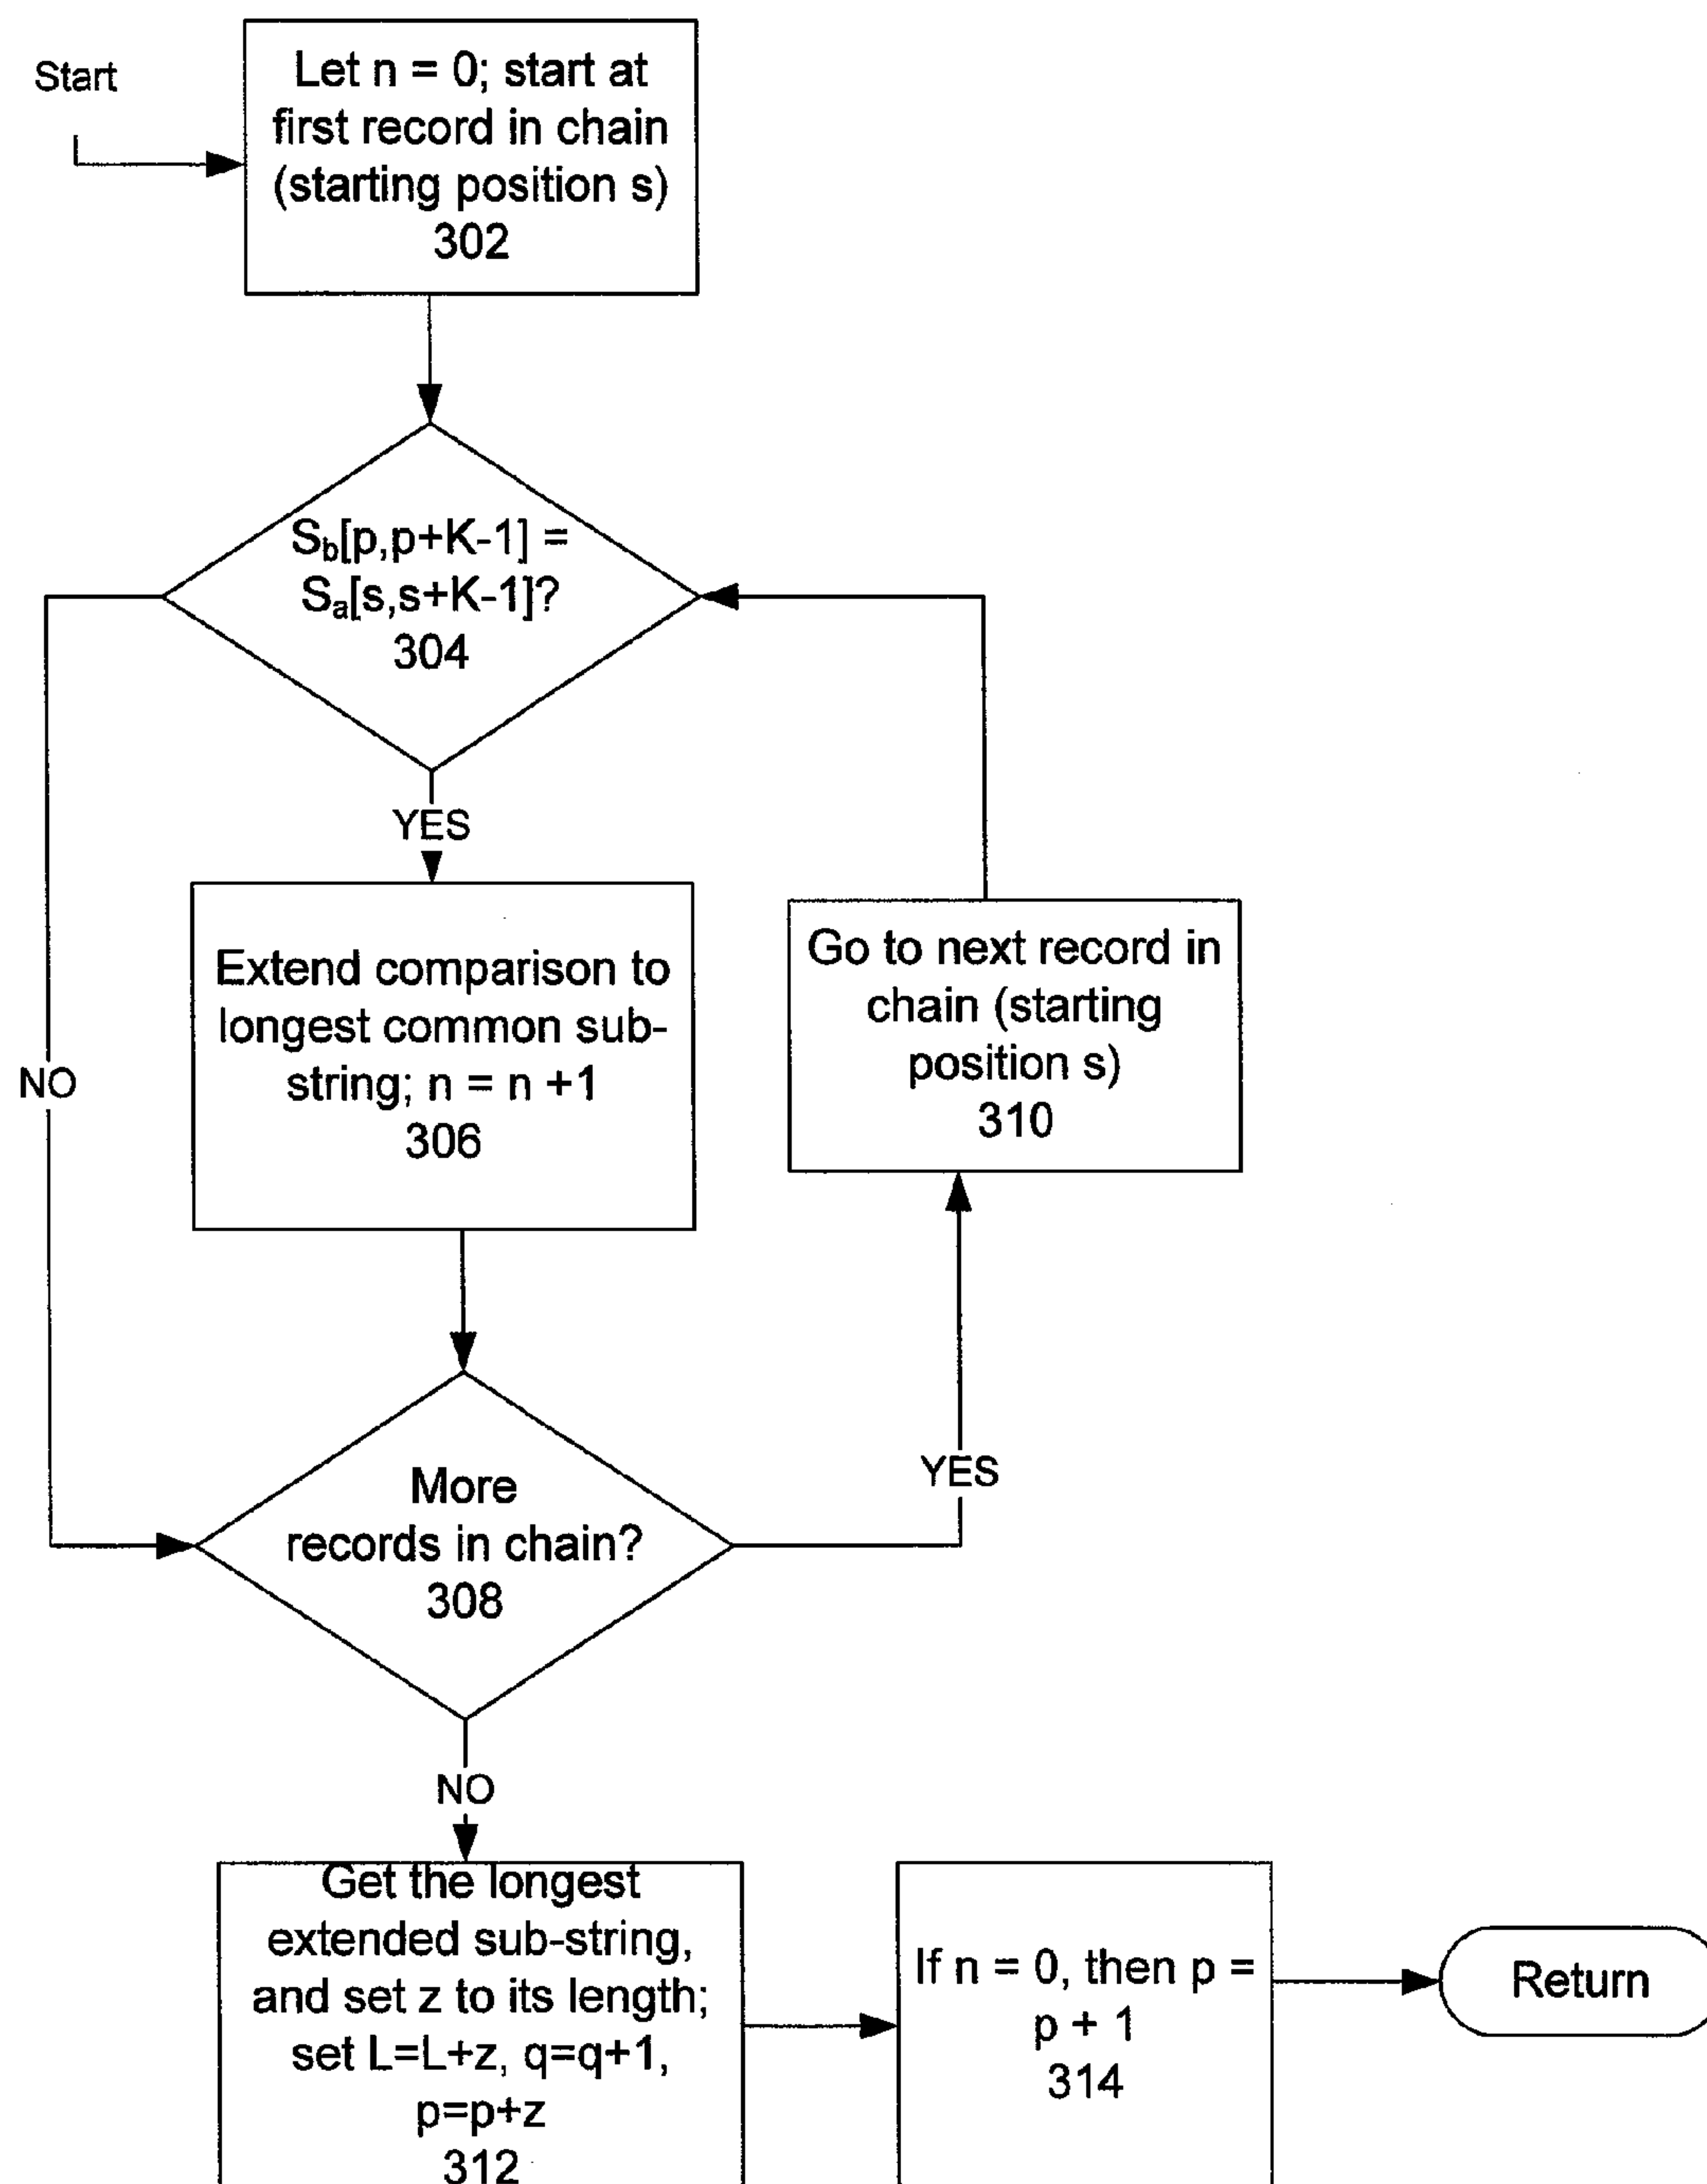 Start
Let n = 0; start at
first record in chain
(starting position s)
302
Sb[p,p+K-1] =
Sa[s,s+K-1]?
304
YES
NO
Extend comparison to
longest common sub-
string; n = n +1
306
Go to next record in
chain (starting
position s)
310
More
records in chain?
308
YES
NO
Get the longest
extended sub-string,
and set z to its length;
set L=L+z, q=q+1,
p=p+z
312
If n = 0, then p =
p + 1
314
Return